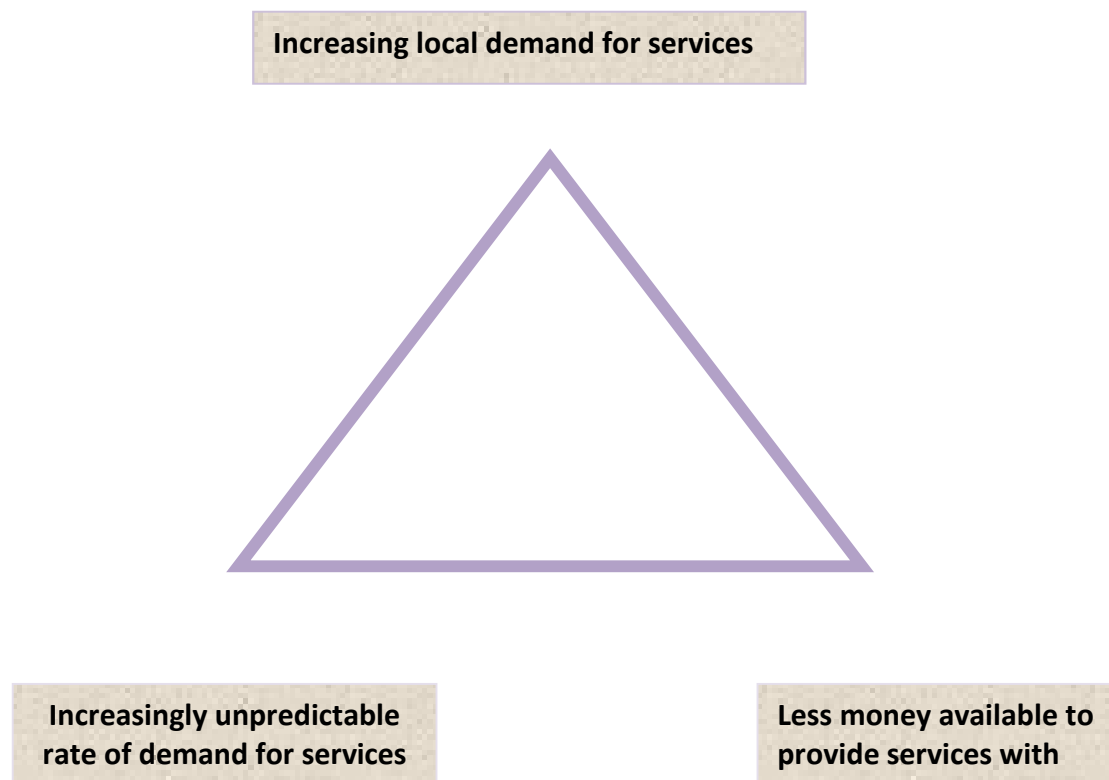 Increasing local demand for services
Increasingly unpredictable
rate of demand for services
Less money available to
provide services with